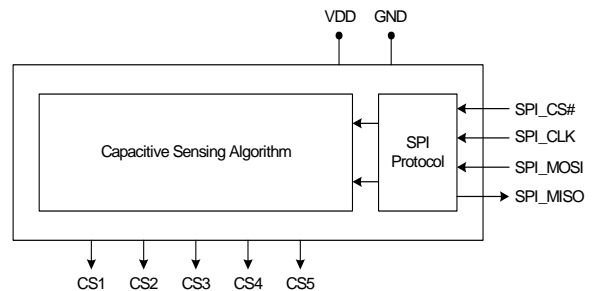 VDD GND
Capacitive Sensing Algorithm
SPI
Protocol
SPI_CS#
SPI_CLK
SPI_MOSI
SPI_MISO
CS1 CS2 CS3 CS4 CS5